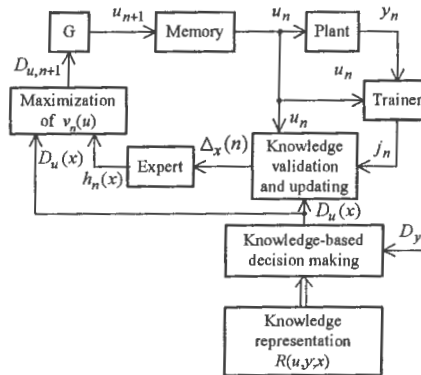 G
u_{n+1}
Memory
u_n
Plant
y_n
D_{u,n+1}
u_n
Maximization
of v_n(u)
Trainer
u_n
D_u(x)
h_n(x)
Expert
Δ_x(n)
Knowledge
validation
and updating
j_n
D_u(x)
Knowledge-based
decision making
D_y
Knowledge
representation
R(u,y;x)